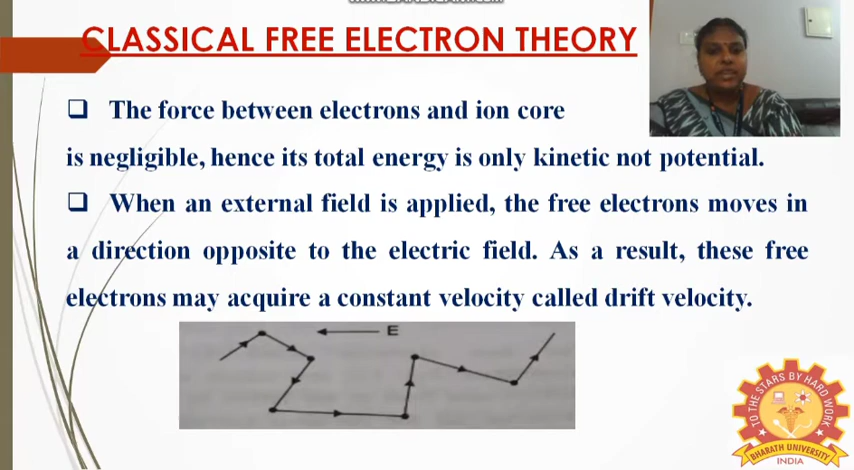 CLASSICAL FREE ELECTRON THEORY
❑ The force between electrons and ion core
is negligible, hence its total energy is only kinetic not potential.
❑ When an external field is applied, the free electrons moves in
a direction opposite to the electric field. As a result, these free
electrons may acquire a constant velocity called drift velocity.
E
TO THE STARS BY HARD WORK
BHARATH UNIVERSITY
INDIA